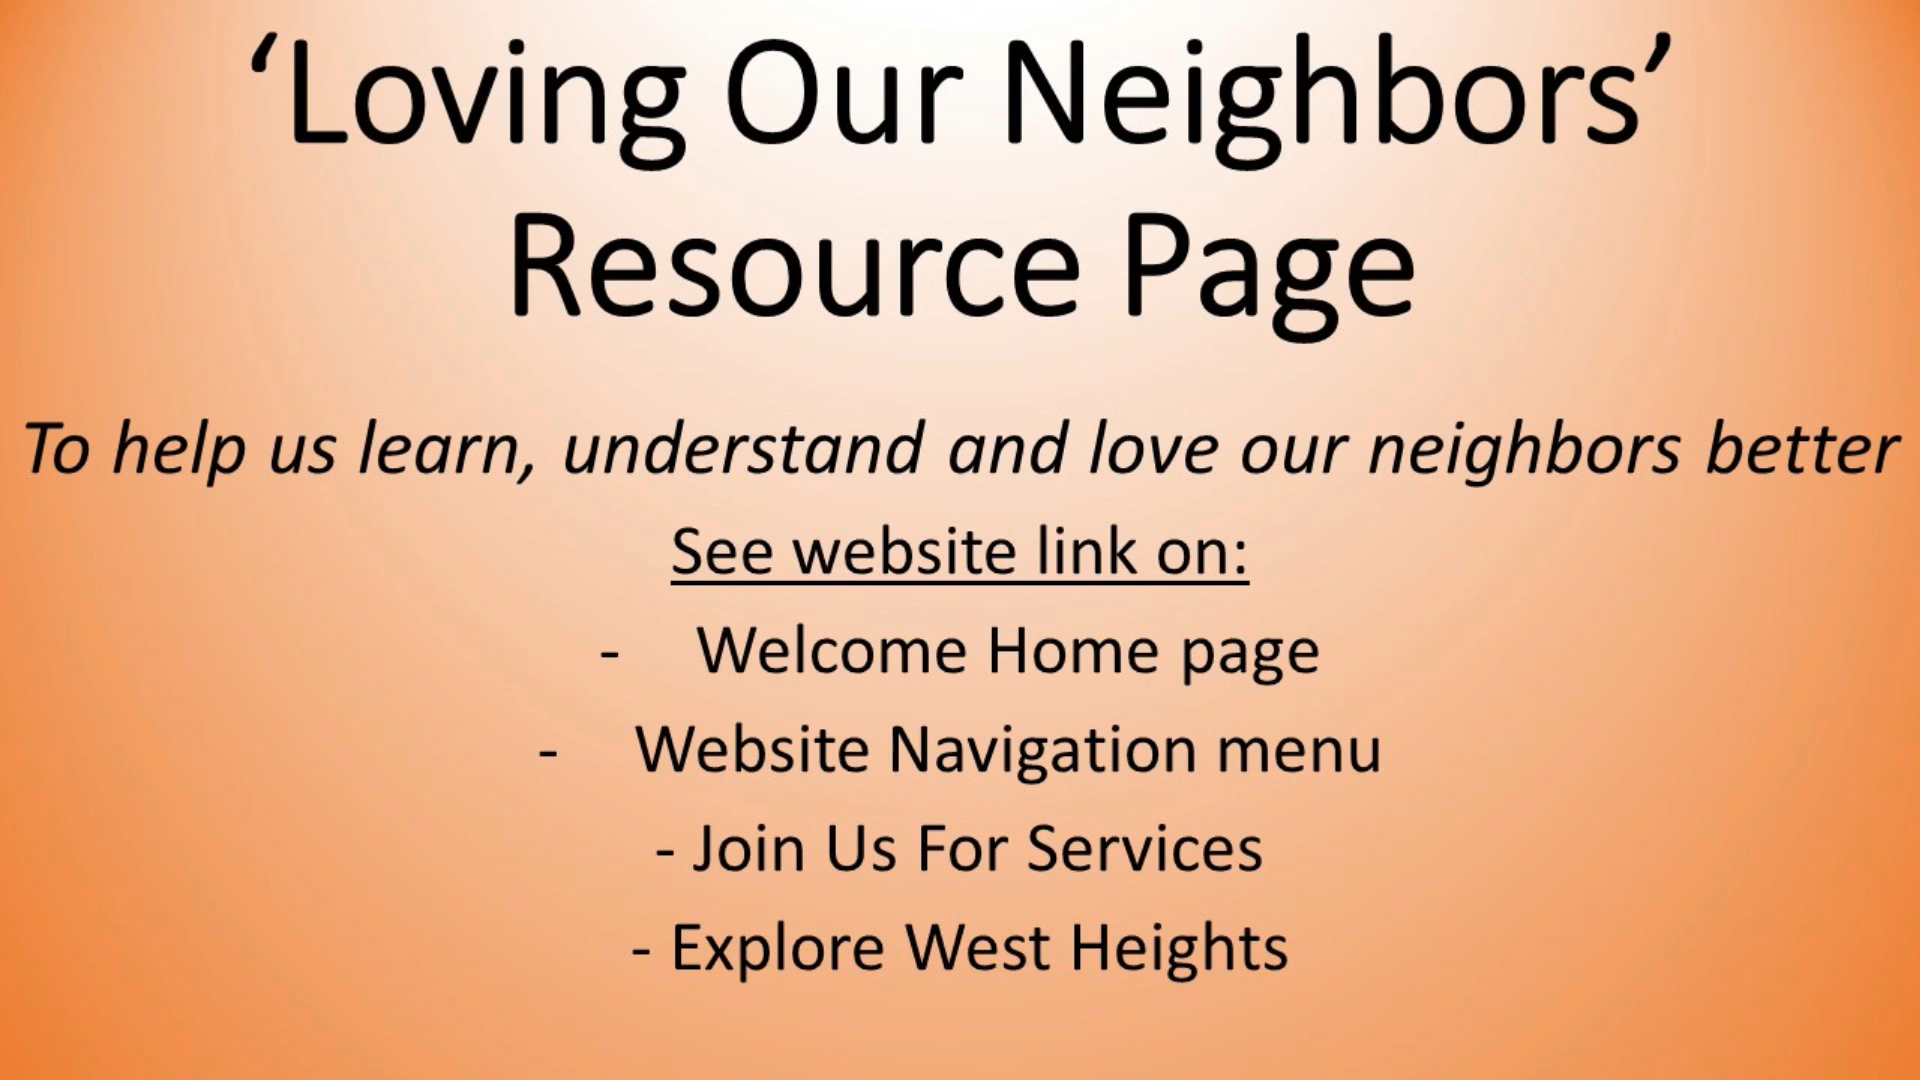 ‘Loving Our Neighbors’
Resource Page
To help us learn, understand and love our neighbors better
See website link on:
- Welcome Home page
- Website Navigation menu
- Join Us For Services
- Explore West Heights